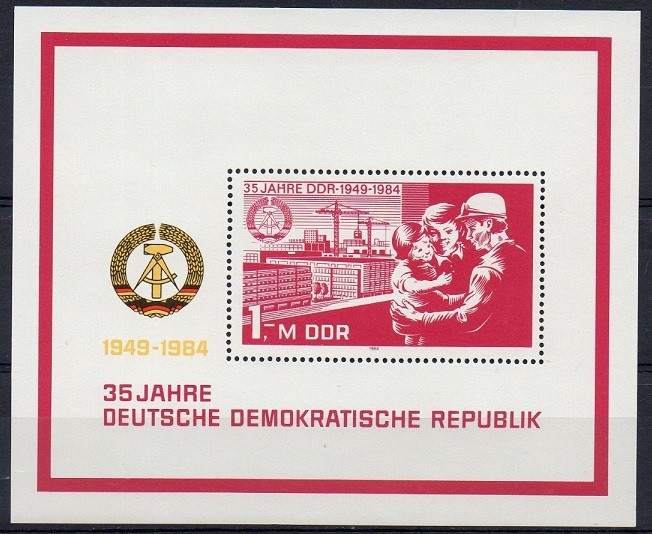 35 JAHRE DDR·1949-1984
1,- M DDR
1984
1949-1984
35 JAHRE
DEUTSCHE DEMOKRATISCHE REPUBLIK